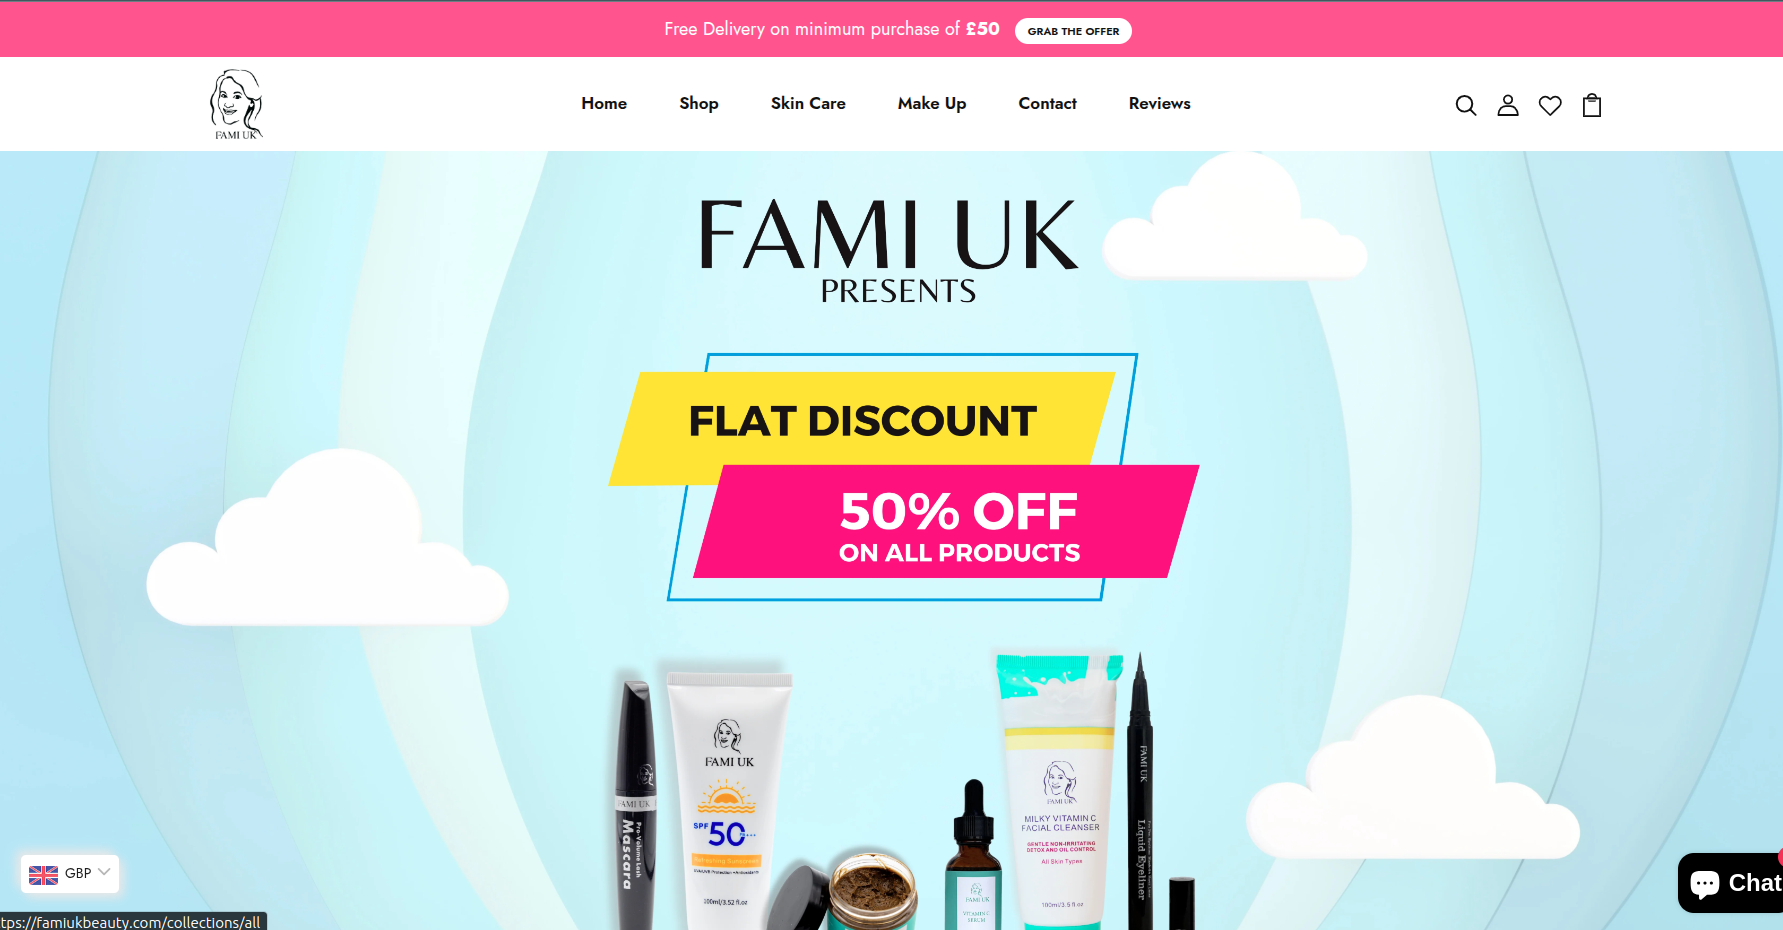 Free Delivery on minimum purchase of £50 GRAB THE OFFER
FAMI UK
Home Shop Skin Care Make Up Contact Reviews
FAMI UK
PRESENTS
FLAT DISCOUNT
50% OFF
ON ALL PRODUCTS
FAMI UK
Pro-Volume Lash
Mascara
FAMI UK
SPF 50
Refreshing Sunscreen
UVA/UVB Protection • Antioxidants
100ml/3.52 fl.oz
FAMI UK
VITAMIN C
SERUM
FAMI UK
MILKY VITAMIN C
FACIAL CLEANSER
GENTLE NON-IRRITATING
DETOX AND OIL CONTROL
All Skin Types
100ml/3.5 fl oz
FAMI UK
Liquid Eyeliner
GBP
Chat
tps://famiukbeauty.com/collections/all